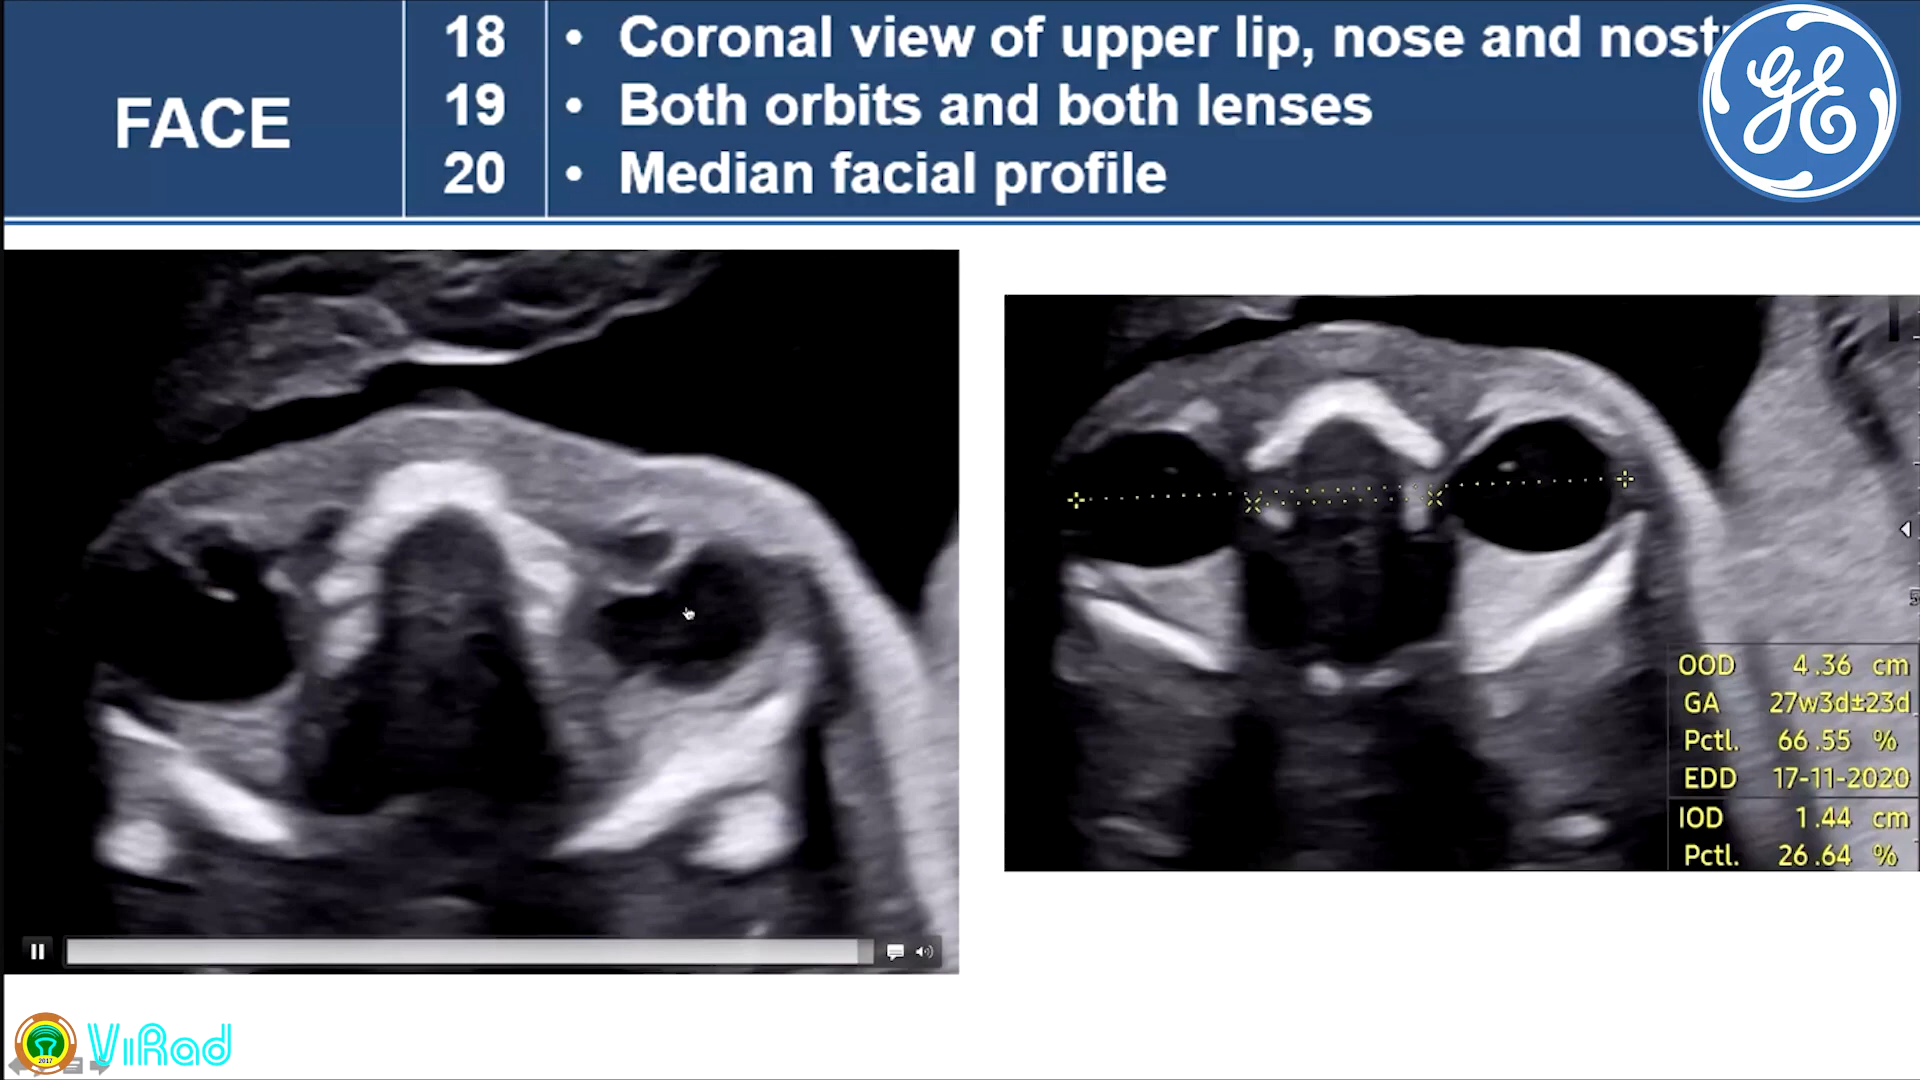 FACE
18 • Coronal view of upper lip, nose and
19 • Both orbits and both lenses
20 • Median facial profile
GE
OOD 4.36 cm
GA 27w3d±23d
Pctl. 66.55 %
EDD 17-11-2020
IOD 1.44 cm
Pctl. 26.64 %
2017
ViRad